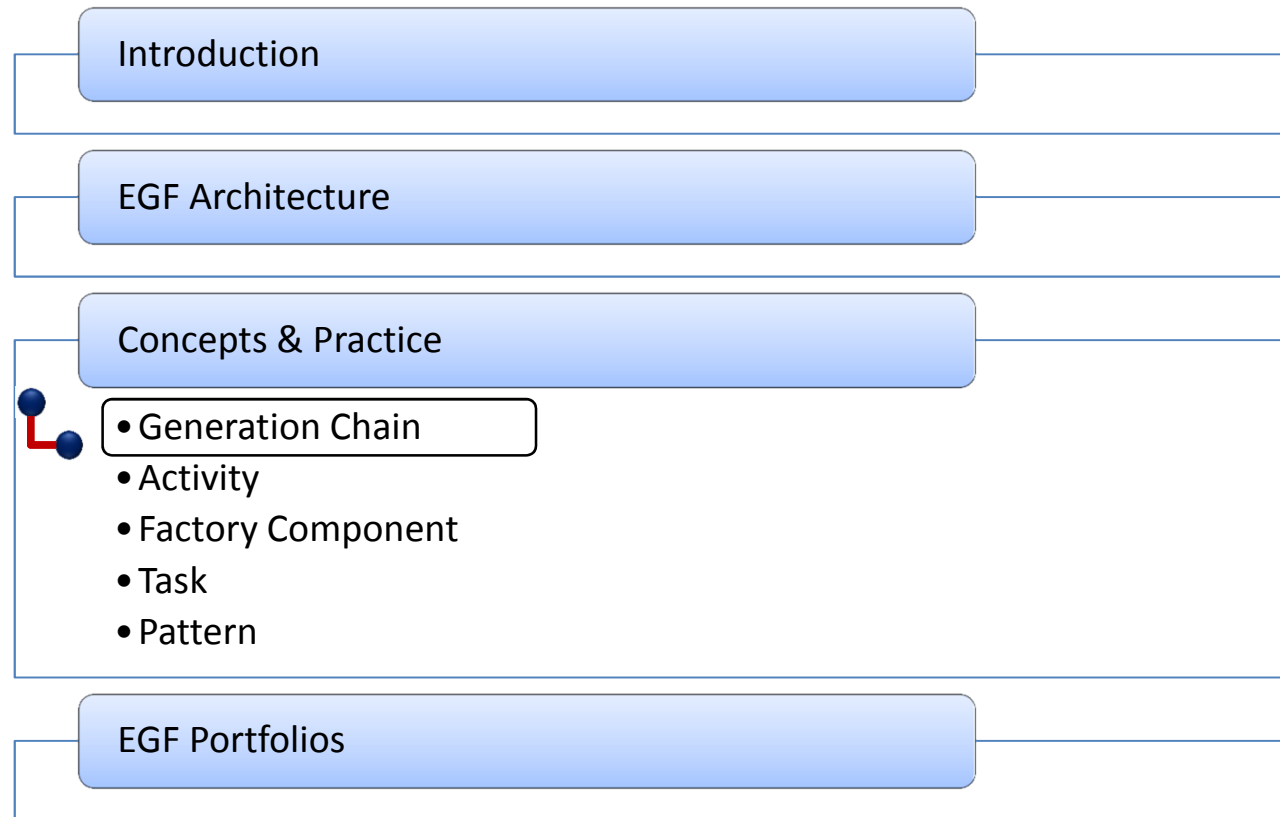 Introduction
EGF Architecture
Concepts & Practice
• Generation Chain
• Activity
• Factory Component
• Task
• Pattern
EGF Portfolios